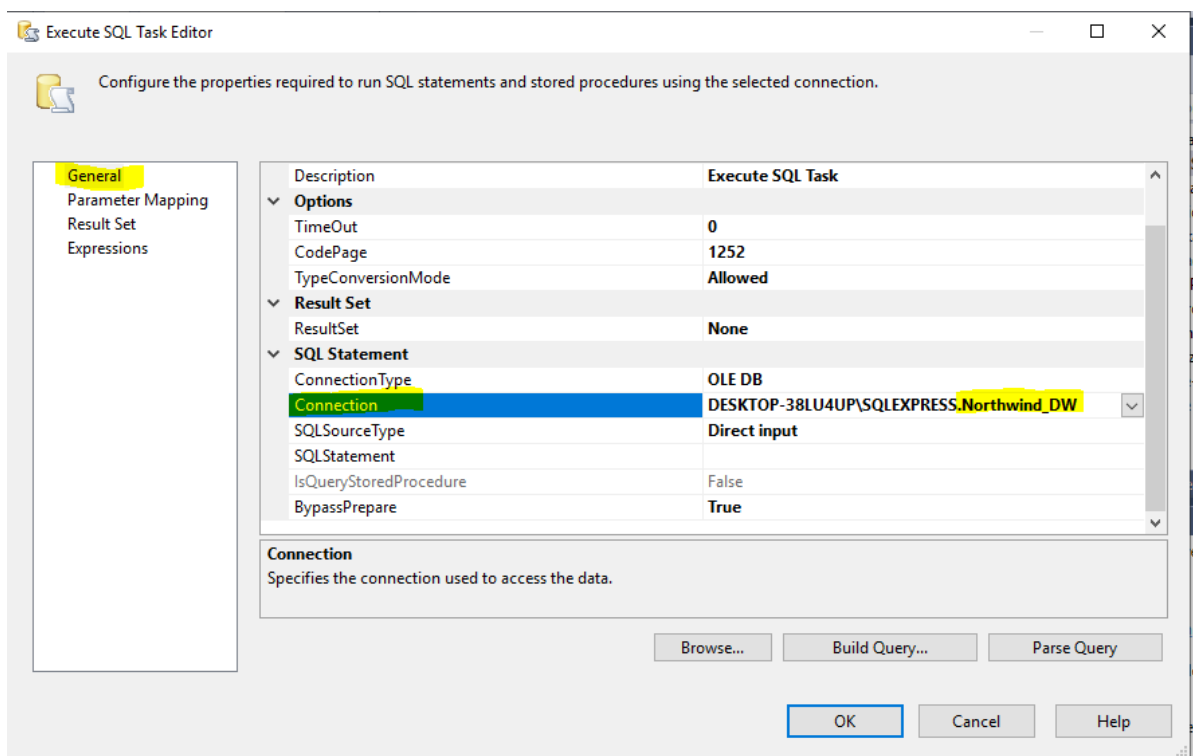 Execute SQL Task Editor
Configure the properties required to run SQL statements and stored procedures using the selected connection.
General
Parameter Mapping
Result Set
Expressions
Description Execute SQL Task
Options
TimeOut 0
CodePage 1252
TypeConversionMode Allowed
Result Set
ResultSet None
SQL Statement
ConnectionType OLE DB
Connection DESKTOP-38LU4UP\SQLEXPRESS.Northwind_DW
SQLSourceType Direct input
SQLStatement
IsQueryStoredProcedure False
BypassPrepare True
Connection
Specifies the connection used to access the data.
Browse... Build Query... Parse Query
OK Cancel Help